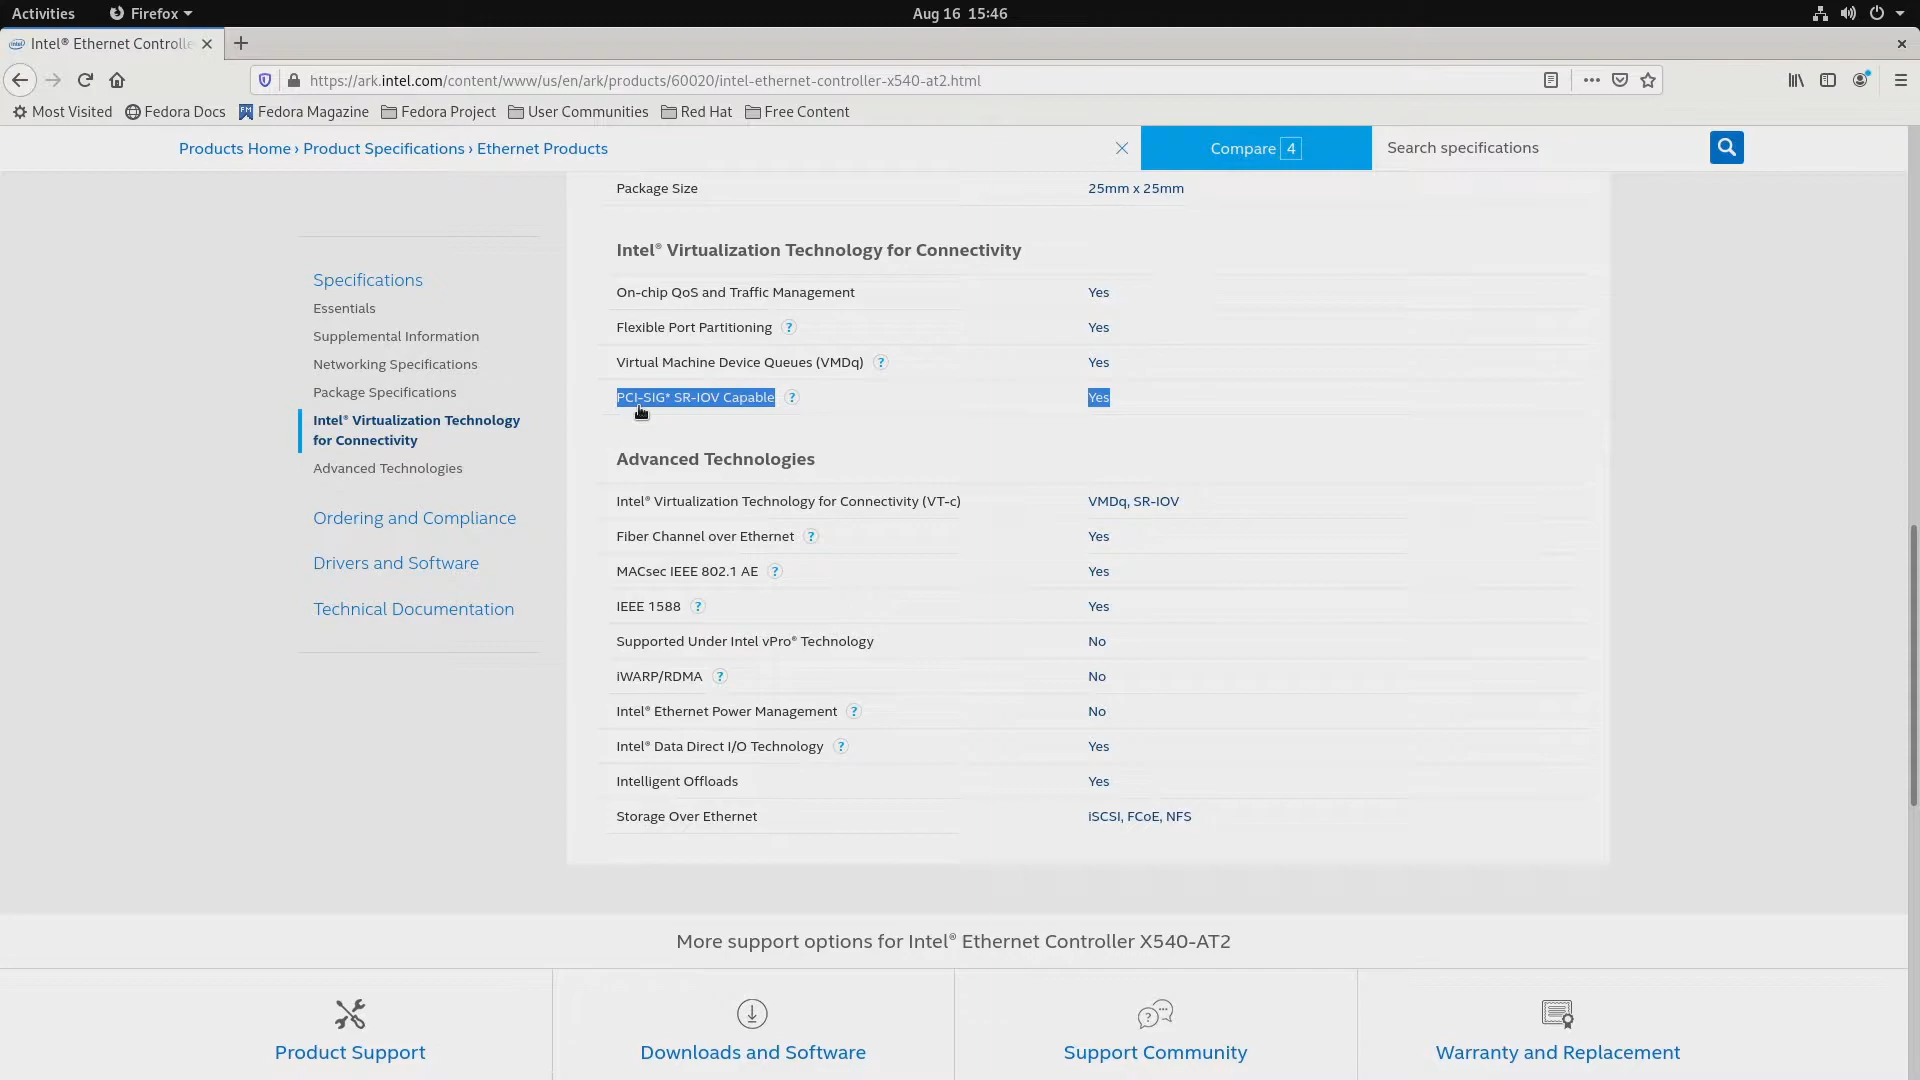 Activities Firefox Aug 16 15:46
Intel® Ethernet Controlle
https://ark.intel.com/content/www/us/en/ark/products/60020/intel-ethernet-controller-x540-at2.html
Most Visited Fedora Docs Fedora Magazine Fedora Project User Communities Red Hat Free Content
Products Home › Product Specifications › Ethernet Products Compare 4 Search specifications
Package Size 25mm x 25mm
Specifications
Essentials
Supplemental Information
Networking Specifications
Package Specifications
Intel® Virtualization Technology
for Connectivity
Advanced Technologies
Ordering and Compliance
Drivers and Software
Technical Documentation
Intel® Virtualization Technology for Connectivity
On-chip QoS and Traffic Management Yes
Flexible Port Partitioning ? Yes
Virtual Machine Device Queues (VMDq) ? Yes
PCI-SIG* SR-IOV Capable ? Yes
Advanced Technologies
Intel® Virtualization Technology for Connectivity (VT-c) VMDq, SR-IOV
Fiber Channel over Ethernet ? Yes
MACsec IEEE 802.1 AE ? Yes
IEEE 1588 ? Yes
Supported Under Intel vPro® Technology No
iWARP/RDMA ? No
Intel® Ethernet Power Management ? No
Intel® Data Direct I/O Technology ? Yes
Intelligent Offloads Yes
Storage Over Ethernet iSCSI, FCoE, NFS
More support options for Intel® Ethernet Controller X540-AT2
Product Support Downloads and Software Support Community Warranty and Replacement